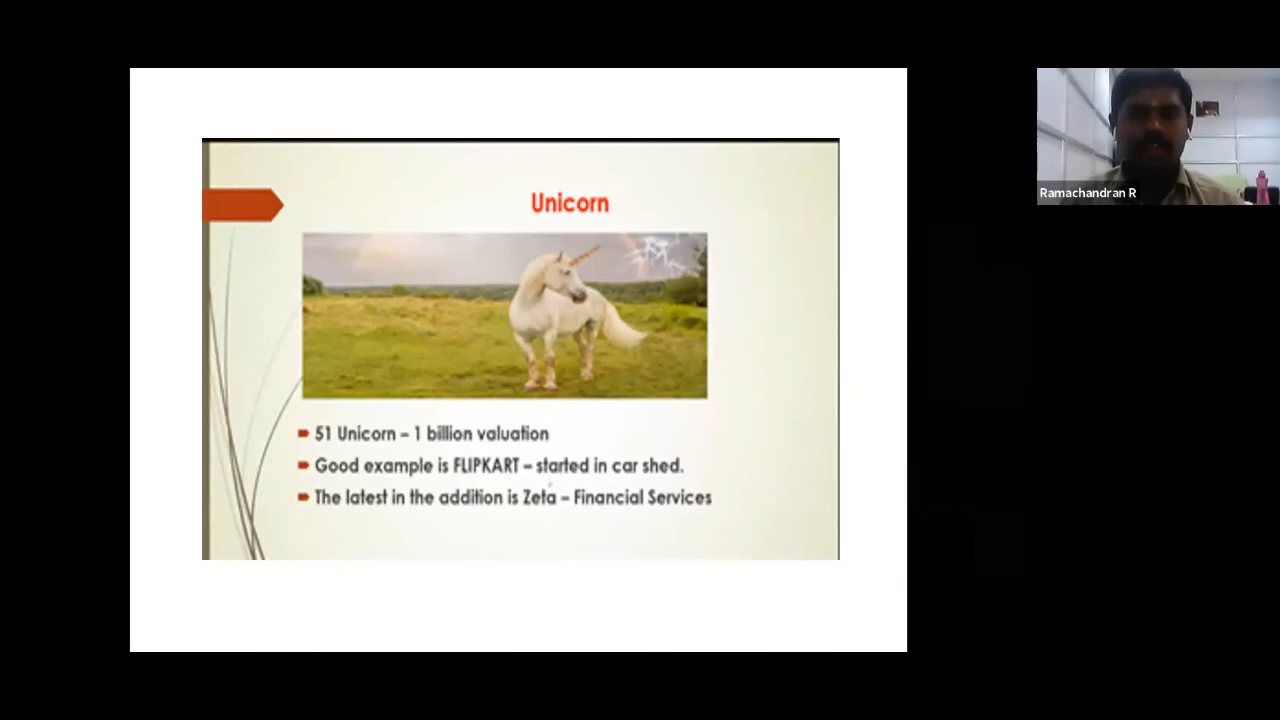 Unicorn
51 Unicorn – 1 billion valuation
Good example is FLIPKART – started in car shed.
The latest in the addition is Zeta – Financial Services
Ramachandran R